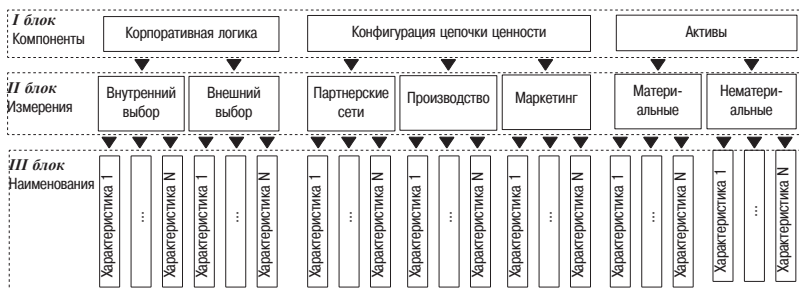 I блок
Компоненты
Корпоративная логика
Конфигурация цепочки ценности
Активы
II блок
Измерения
Внутренний
выбор
Внешний
выбор
Партнерские
сети
Производство
Маркетинг
Матери-
альные
Нематери-
альные
III блок
Наименования
Характеристика 1
...
Характеристика N
Характеристика 1
...
Характеристика N
Характеристика 1
...
Характеристика N
Характеристика 1
...
Характеристика N
Характеристика 1
...
Характеристика N
Характеристика 1
...
Характеристика N
Характеристика 1
...
Характеристика N